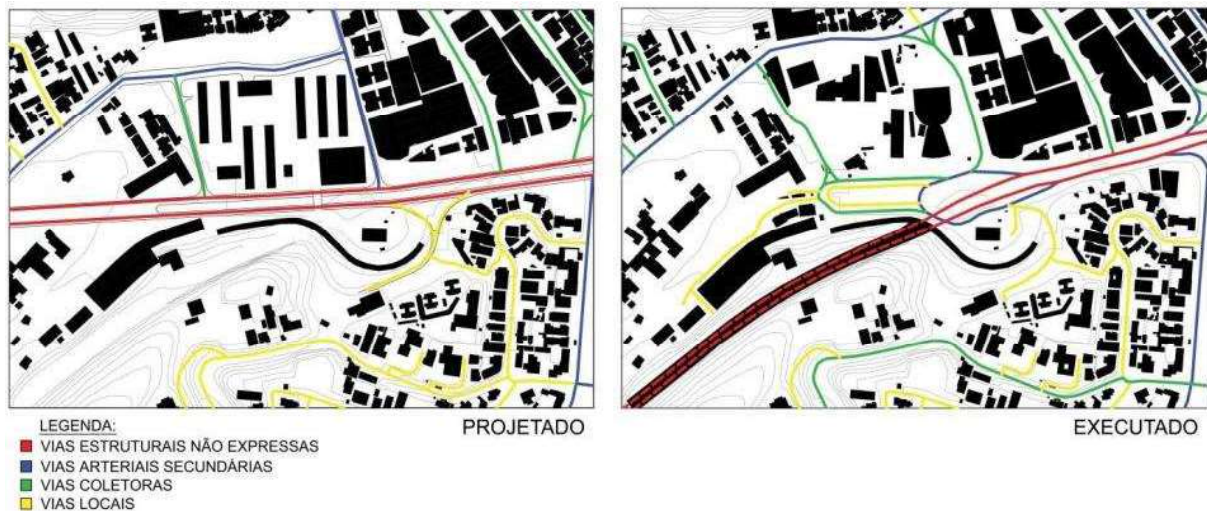 PROJETADO
EXECUTADO
LEGENDA:
VIAS ESTRUTURAIS NÃO EXPRESSAS
VIAS ARTERIAIS SECUNDÁRIAS
VIAS COLETORAS
VIAS LOCAIS